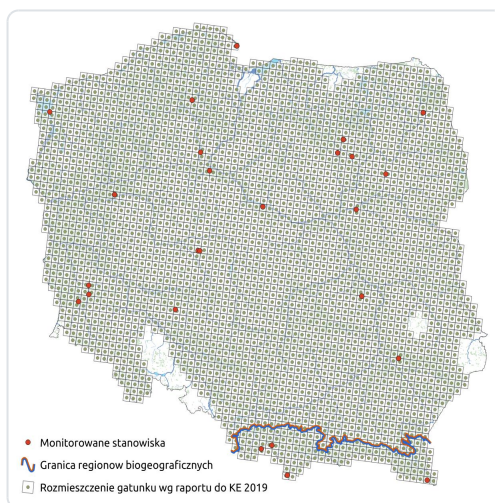 Monitorowane stanowiska
Granica regionow biogeograficznych
Rozmieszczenie gatunku wg raportu do KE 2019